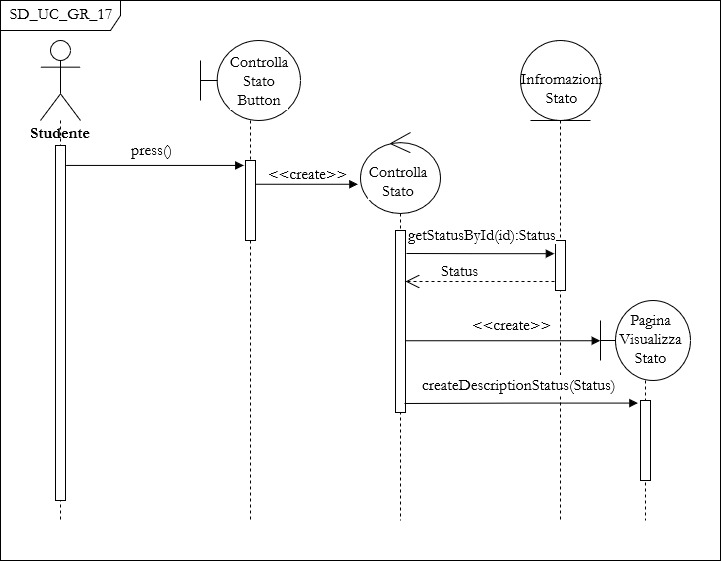 SD_UC_GR_17
Controlla
Stato
Button
Infromazioni
Stato
Studente
press()
<<create>>
Controlla
Stato
getStatusById(id):Status
Status
<<create>>
Pagina
Visualizza
Stato
createDescriptionStatus(Status)